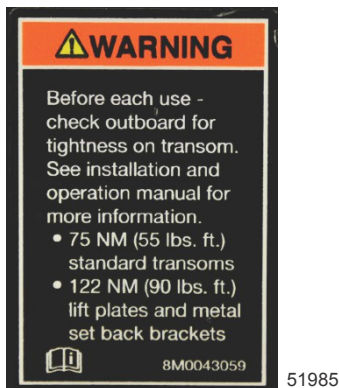 WARNING
Before each use -
check outboard for
tightness on transom.
See installation and
operation manual for
more information.
• 75 NM (55 lbs. ft.)
standard transoms
• 122 NM (90 lbs. ft.)
lift plates and metal
set back brackets
8M0043059
51985